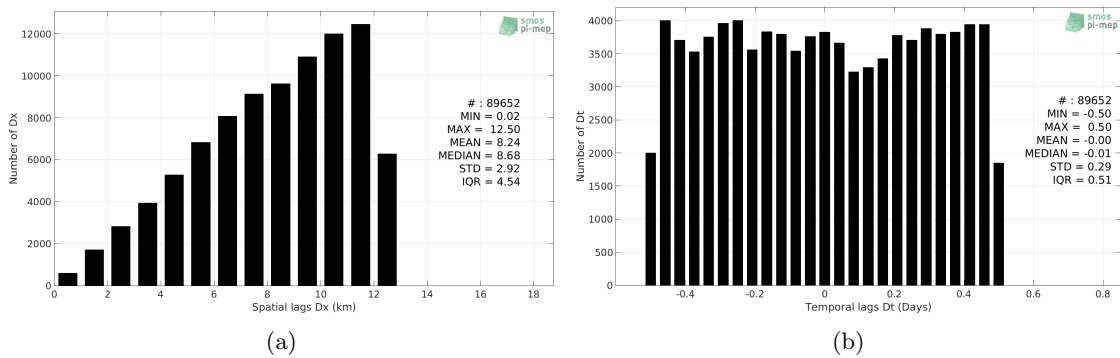 smos
pi-mep
12000
10000
8000
6000
4000
2000
0
Number of Dx
# : 89652
MIN = 0.02
MAX = 12.50
MEAN = 8.24
MEDIAN = 8.68
STD = 2.92
IQR = 4.54
0 2 4 6 8 10 12 14 16 18
Spatial lags Dx (km)
(a)
smos
pi-mep
4000
3500
3000
2500
2000
1500
1000
500
0
Number of Dt
# : 89652
MIN = -0.50
MAX = 0.50
MEAN = -0.00
MEDIAN = -0.01
STD = 0.29
IQR = 0.51
-0.4 -0.2 0 0.2 0.4 0.6 0.8
Temporal lags Dt (Days)
(b)